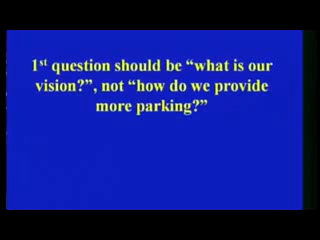 1st question should be “what is our
vision?”, not “how do we provide
more parking?”